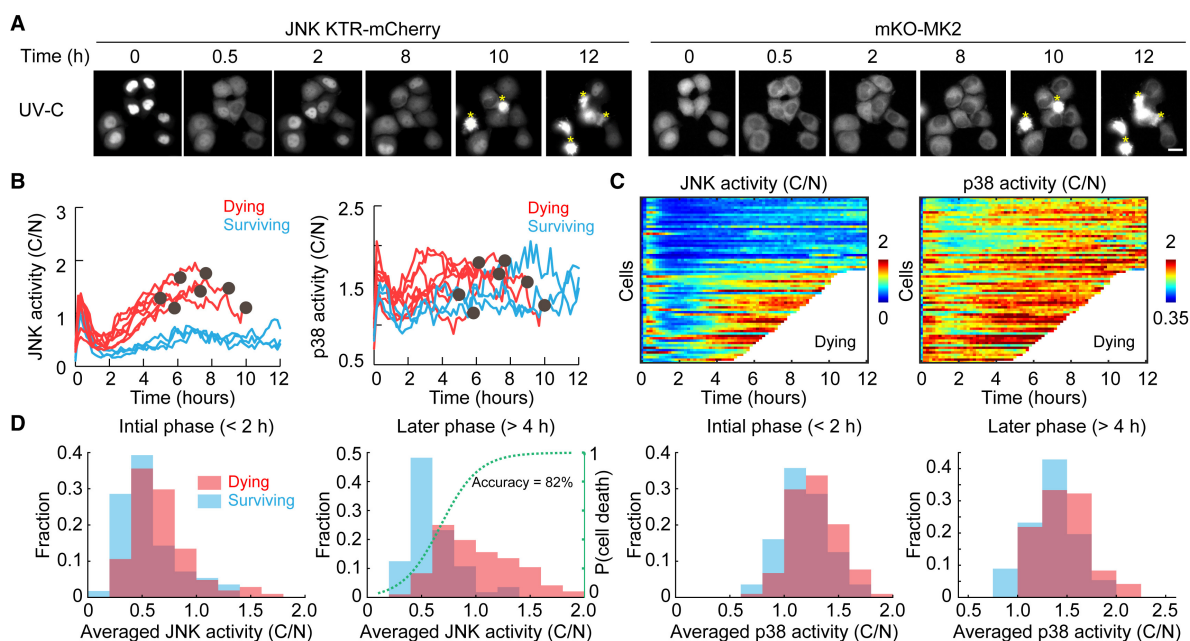 A
JNK KTR-mCherry
mKO-MK2
Time (h)
0
0.5
2
8
10
12
0
0.5
2
8
10
12
UV-C
*
*
*
*
*
*
*
*
*
*
B
JNK activity (C/N)
3
2
1
0
Dying
Surviving
0 2 4 6 8 10 12
Time (hours)
p38 activity (C/N)
2.5
1.5
0.5
Dying
Surviving
0 2 4 6 8 10 12
Time (hours)
C
JNK activity (C/N)
Cells
Dying
2
0
0 2 4 6 8 10 12
Time (hours)
p38 activity (C/N)
Cells
Dying
2
0.35
0 2 4 6 8 10 12
Time (hours)
D
Intial phase (< 2 h)
Fraction
0.4
0.3
0.2
0.1
Dying
Surviving
0 0.5 1.0 1.5 2.0
Averaged JNK activity (C/N)
Later phase (> 4 h)
Fraction
0.5
0.4
0.3
0.2
0.1
Accuracy = 82%
1
0
P(cell death)
0 0.5 1.0 1.5 2.0
Averaged JNK activity (C/N)
Intial phase (< 2 h)
Fraction
0.4
0.3
0.2
0.1
0 0.5 1.0 1.5 2.0
Averaged p38 activity (C/N)
Later phase (> 4 h)
Fraction
0.4
0.3
0.2
0.1
0.5 1.0 1.5 2.0 2.5
Averaged p38 activity (C/N)